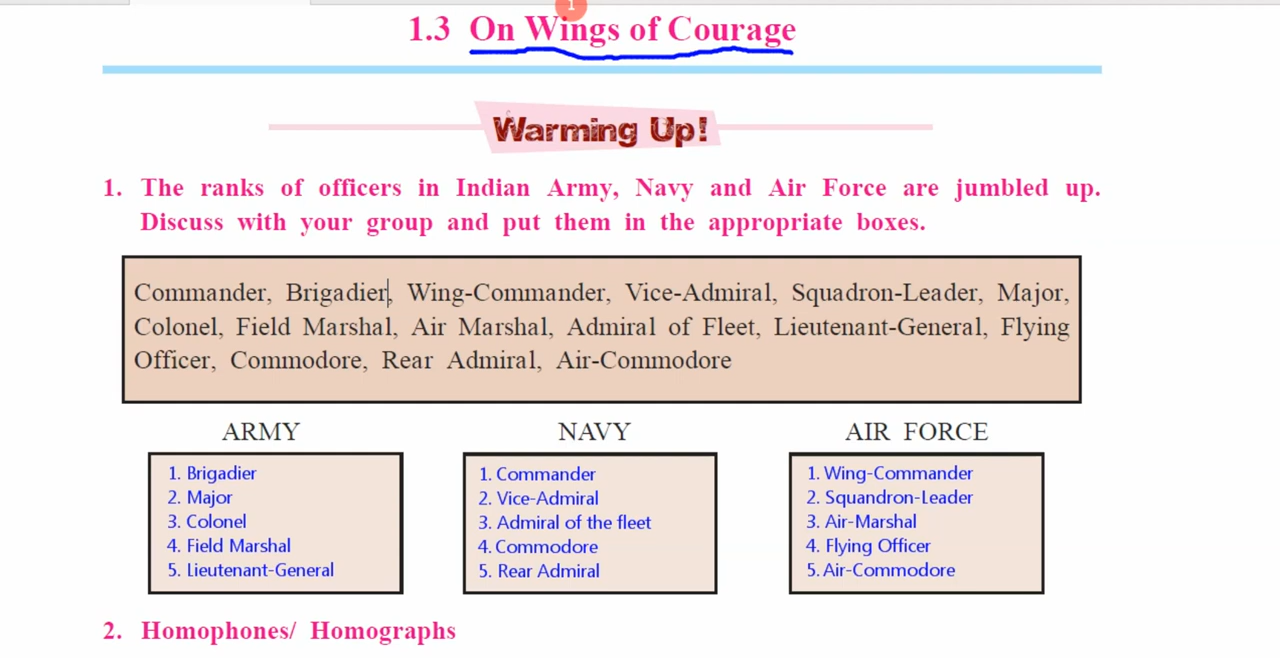 1
1.3 On Wings of Courage
Warming Up!
1. The ranks of officers in Indian Army, Navy and Air Force are jumbled up.
Discuss with your group and put them in the appropriate boxes.
Commander, Brigadier, Wing-Commander, Vice-Admiral, Squadron-Leader, Major,
Colonel, Field Marshal, Air Marshal, Admiral of Fleet, Lieutenant-General, Flying
Officer, Commodore, Rear Admiral, Air-Commodore
ARMY
1. Brigadier
2. Major
3. Colonel
4. Field Marshal
5. Lieutenant-General
NAVY
1. Commander
2. Vice-Admiral
3. Admiral of the fleet
4. Commodore
5. Rear Admiral
AIR FORCE
1. Wing-Commander
2. Squandron-Leader
3. Air-Marshal
4. Flying Officer
5. Air-Commodore
2. Homophones/ Homographs